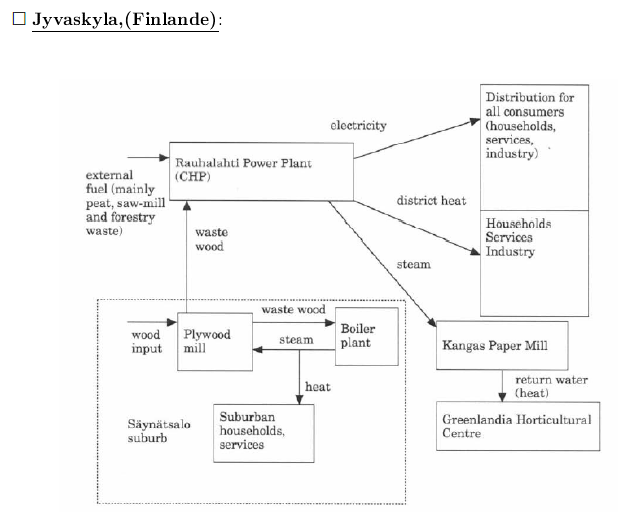 Jyvaskyla,(Finlande):
Distribution for
all consumers
(households,
services,
industry)
electricity
Rauhalahti Power Plant
(CHP)
external
fuel (mainly
peat, saw-mill
and forestry
waste)
district heat
Households
Services
Industry
waste
wood
steam
waste wood
wood
input
Plywood
mill
steam
Boiler
plant
Kangas Paper Mill
heat
return water
(heat)
Säynätsalo
suburb
Suburban
households,
services
Greenlandia Horticultural
Centre